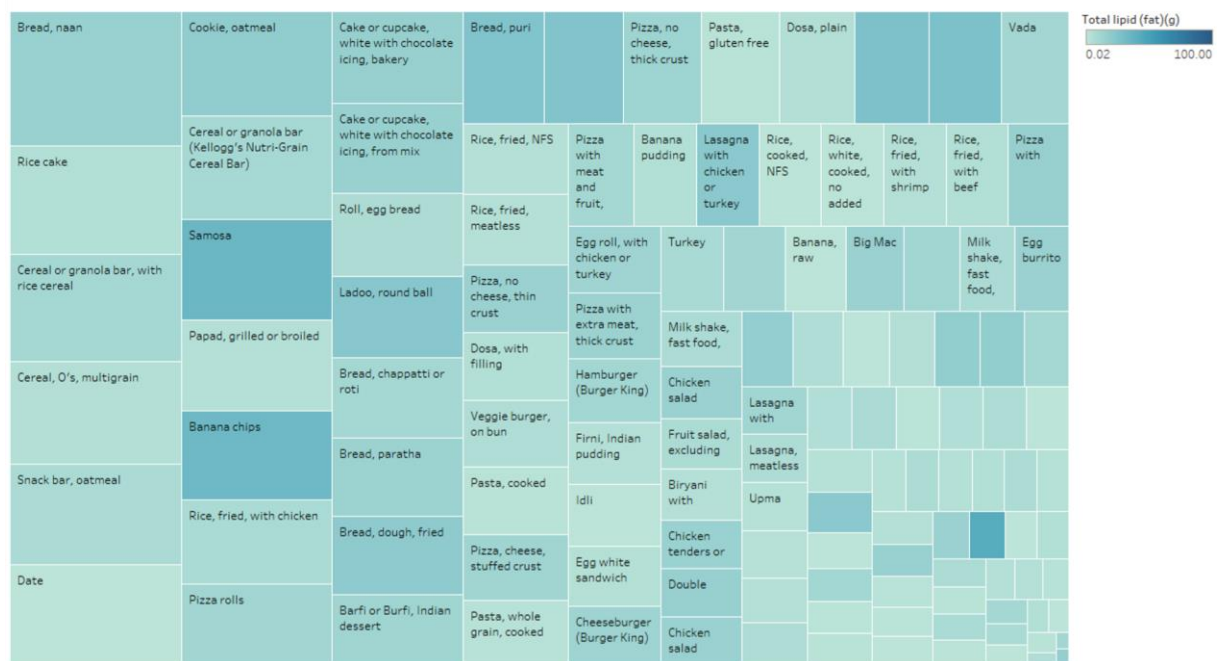 Total lipid (fat)(g)
0.02 100.00
Bread, naan
Rice cake
Cereal or granola bar, with
rice cereal
Cereal, O's, multigrain
Snack bar, oatmeal
Date
Cookie, oatmeal
Cereal or granola bar
(Kellogg's Nutri-Grain
Cereal Bar)
Samosa
Papad, grilled or broiled
Banana chips
Rice, fried, with chicken
Pizza rolls
Cake or cupcake,
white with chocolate
icing, bakery
Cake or cupcake,
white with chocolate
icing, from mix
Roll, egg bread
Ladoo, round ball
Bread, chappatti or
roti
Bread, paratha
Bread, dough, fried
Barfi or Burfi, Indian
dessert
Bread, puri
Pizza, no
cheese,
thick crust
Pasta,
gluten free
Dosa, plain
Vada
Rice, fried, NFS
Rice, fried,
meatless
Pizza, no
cheese, thin
crust
Dosa, with
filling
Veggie burger,
on bun
Pasta, cooked
Pizza, cheese,
stuffed crust
Pasta, whole
grain, cooked
Pizza
with
meat
and
fruit,
Banana
pudding
Lasagna
with
chicken
or
turkey
Rice,
cooked,
NFS
Rice,
white,
cooked,
no
added
Rice,
fried,
with
shrimp
Rice,
fried,
with
beef
Pizza
with
Egg roll, with
chicken or
turkey
Pizza with
extra meat,
thick crust
Hamburger
(Burger King)
Firni, Indian
pudding
Idli
Egg white
sandwich
Cheeseburger
(Burger King)
Turkey
Banana,
raw
Big Mac
Milk
shake,
fast
food,
Egg
burrito
Milk shake,
fast food,
Chicken
salad
Fruit salad,
excluding
Biryani
with
Chicken
tenders or
Double
Chicken
salad
Lasagna
with
Lasagna,
meatless
Upma